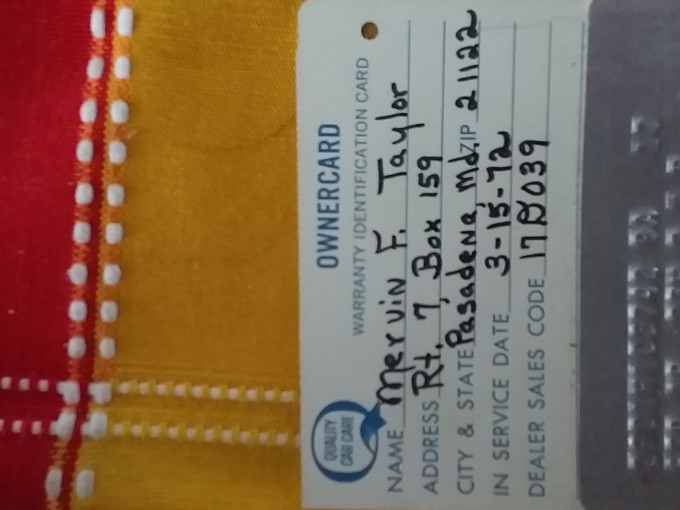 QUALITY
CAR CARE
OWNERCARD
WARRANTY IDENTIFICATION CARD
NAME Mervin F. Taylor
ADDRESS Rt. 7, Box 159
CITY & STATE Pasadena, Md. ZIP 21122
IN SERVICE DATE 3-15-72
DEALER SALES CODE 17D039